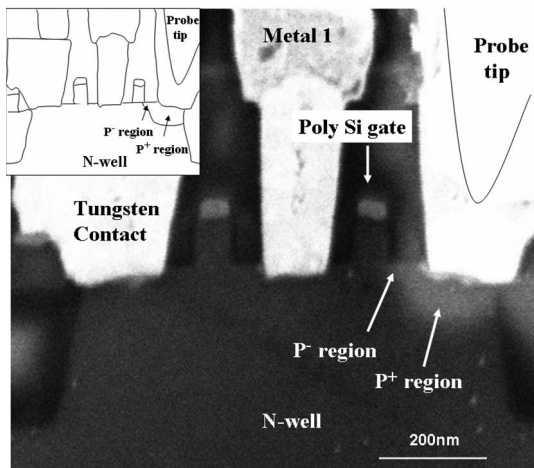 Probe
tip
P- region
P+ region
N-well
Metal 1
Probe
tip
Poly Si gate
Tungsten
Contact
P- region
P+ region
N-well
200nm